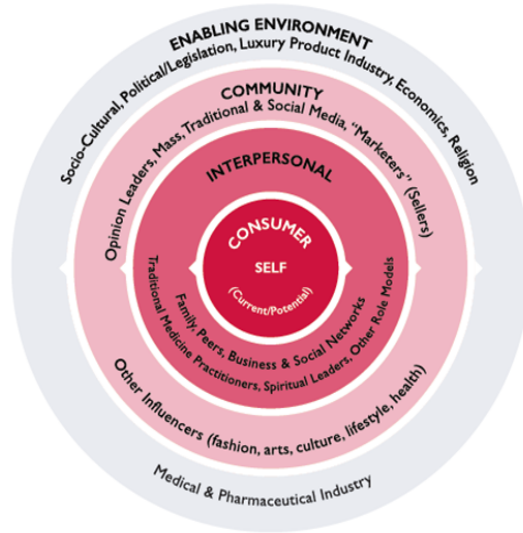 ENABLING ENVIRONMENT
Socio-Cultural, Political/Legislation, Luxury Product Industry, Economics, Religion
COMMUNITY
Opinion Leaders, Mass, Traditional & Social Media, “Marketers” (Sellers)
INTERPERSONAL
CONSUMER
SELF
(Current/Potential)
Family, Peers, Business & Social Networks
Traditional Medicine Practitioners, Spiritual Leaders, Other Role Models
Other Influencers (fashion, arts, culture, lifestyle, health)
Medical & Pharmaceutical Industry